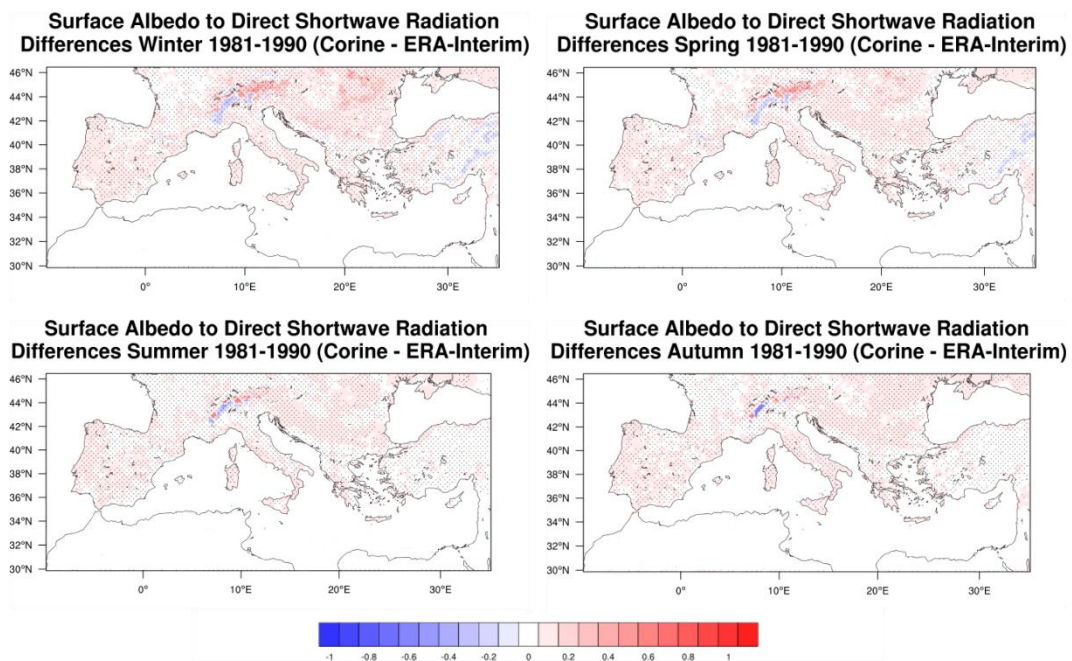 Surface Albedo to Direct Shortwave Radiation
Differences Winter 1981-1990 (Corine - ERA-Interim)
46°N
44°N
42°N
40°N
38°N
36°N
34°N
32°N
30°N
0°
10°E
20°E
30°E
Surface Albedo to Direct Shortwave Radiation
Differences Spring 1981-1990 (Corine - ERA-Interim)
46°N
44°N
42°N
40°N
38°N
36°N
34°N
32°N
30°N
0°
10°E
20°E
30°E
Surface Albedo to Direct Shortwave Radiation
Differences Summer 1981-1990 (Corine - ERA-Interim)
46°N
44°N
42°N
40°N
38°N
36°N
34°N
32°N
30°N
0°
10°E
20°E
30°E
Surface Albedo to Direct Shortwave Radiation
Differences Autumn 1981-1990 (Corine - ERA-Interim)
46°N
44°N
42°N
40°N
38°N
36°N
34°N
32°N
30°N
0°
10°E
20°E
30°E
-1 -0.8 -0.6 -0.4 -0.2 0 0.2 0.4 0.6 0.8 1